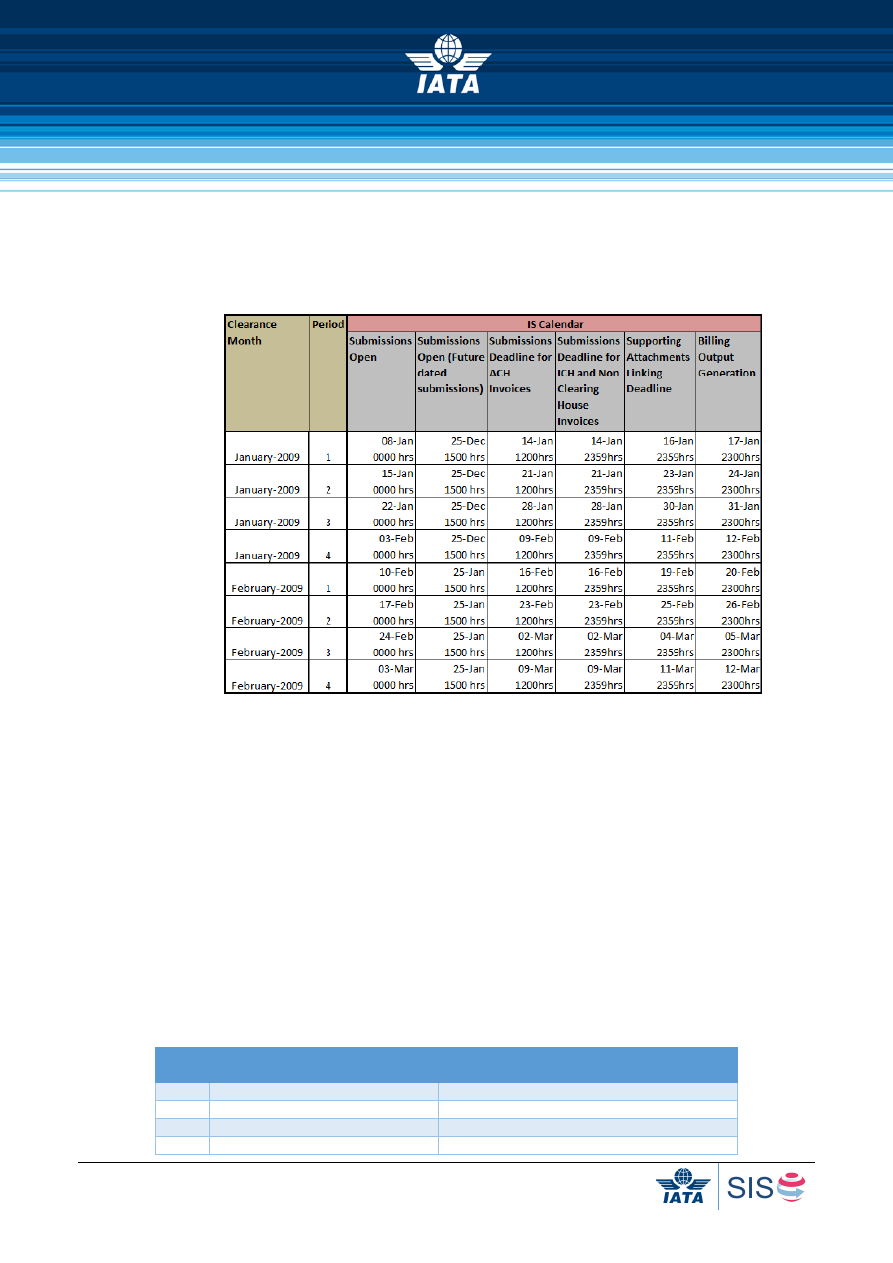 IATA
Clearance Month Period IS Calendar
Submissions Open Submissions Open (Future dated submissions) Submissions Deadline for ACH Invoices Submissions Deadline for ICH and Non Clearing House Invoices Supporting Attachments Linking Deadline Billing Output Generation
08-Jan 25-Dec 14-Jan 14-Jan 16-Jan 17-Jan
January-2009 1 0000 hrs 1500 hrs 1200hrs 2359hrs 2359hrs 2300hrs
15-Jan 25-Dec 21-Jan 21-Jan 23-Jan 24-Jan
January-2009 2 0000 hrs 1500 hrs 1200hrs 2359hrs 2359hrs 2300hrs
22-Jan 25-Dec 28-Jan 28-Jan 30-Jan 31-Jan
January-2009 3 0000 hrs 1500 hrs 1200hrs 2359hrs 2359hrs 2300hrs
03-Feb 25-Dec 09-Feb 09-Feb 11-Feb 12-Feb
January-2009 4 0000 hrs 1500 hrs 1200hrs 2359hrs 2359hrs 2300hrs
10-Feb 25-Jan 16-Feb 16-Feb 19-Feb 20-Feb
February-2009 1 0000 hrs 1500 hrs 1200hrs 2359hrs 2359hrs 2300hrs
17-Feb 25-Jan 23-Feb 23-Feb 25-Feb 26-Feb
February-2009 2 0000 hrs 1500 hrs 1200hrs 2359hrs 2359hrs 2300hrs
24-Feb 25-Jan 02-Mar 02-Mar 04-Mar 05-Mar
February-2009 3 0000 hrs 1500 hrs 1200hrs 2359hrs 2359hrs 2300hrs
03-Mar 25-Jan 09-Mar 09-Mar 11-Mar 12-Mar
February-2009 4 0000 hrs 1500 hrs 1200hrs 2359hrs 2359hrs 2300hrs
IATA SIS